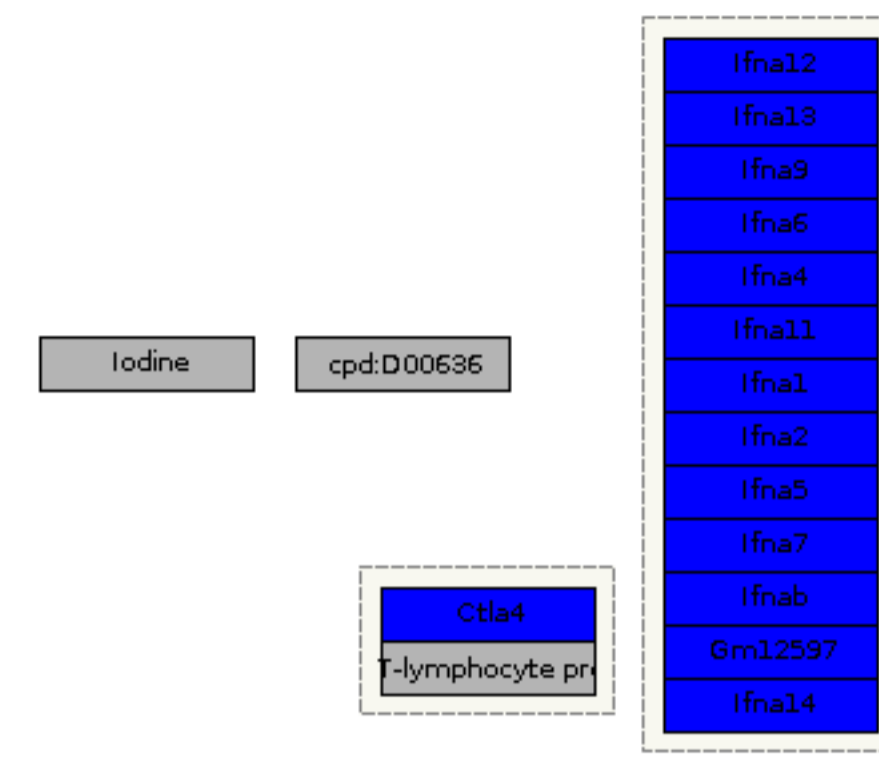 Ifna12
Ifna13
Ifna9
Ifna6
Ifna4
Ifna11
Ifna1
Ifna2
Ifna5
Ifna7
Ifnab
Gm12597
Ifna14
Iodine
cpd:D00636
Ctla4
T-lymphocyte pr